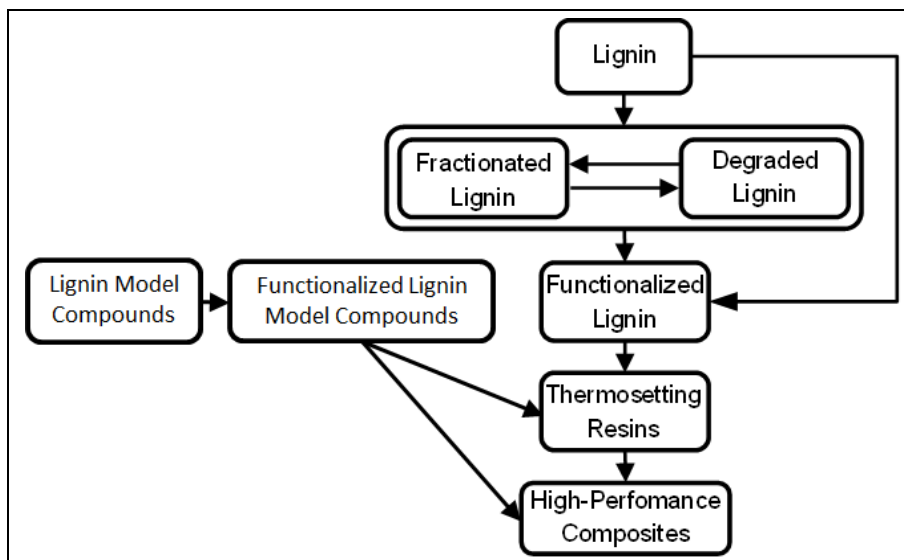 Lignin
Fractionated
Lignin
Degraded
Lignin
Lignin Model
Compounds
Functionalized Lignin
Model Compounds
Functionalized
Lignin
Thermosetting
Resins
High-Perfomance
Composites